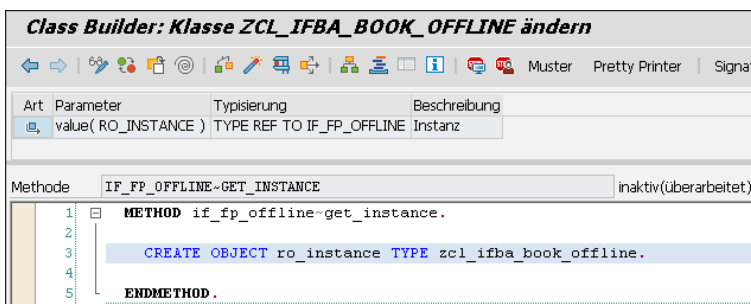 Class Builder: Klasse ZCL_IFBA_BOOK_OFFLINE ändern
Muster Pretty Printer Signa
Art Parameter Typisierung Beschreibung
value( RO_INSTANCE ) TYPE REF TO IF_FP_OFFLINE Instanz
Methode IF_FP_OFFLINE~GET_INSTANCE inaktiv(überarbeitet)
1 METHOD if_fp_offline~get_instance.
2
3 CREATE OBJECT ro_instance TYPE zcl_ifba_book_offline.
4
5 ENDMETHOD.